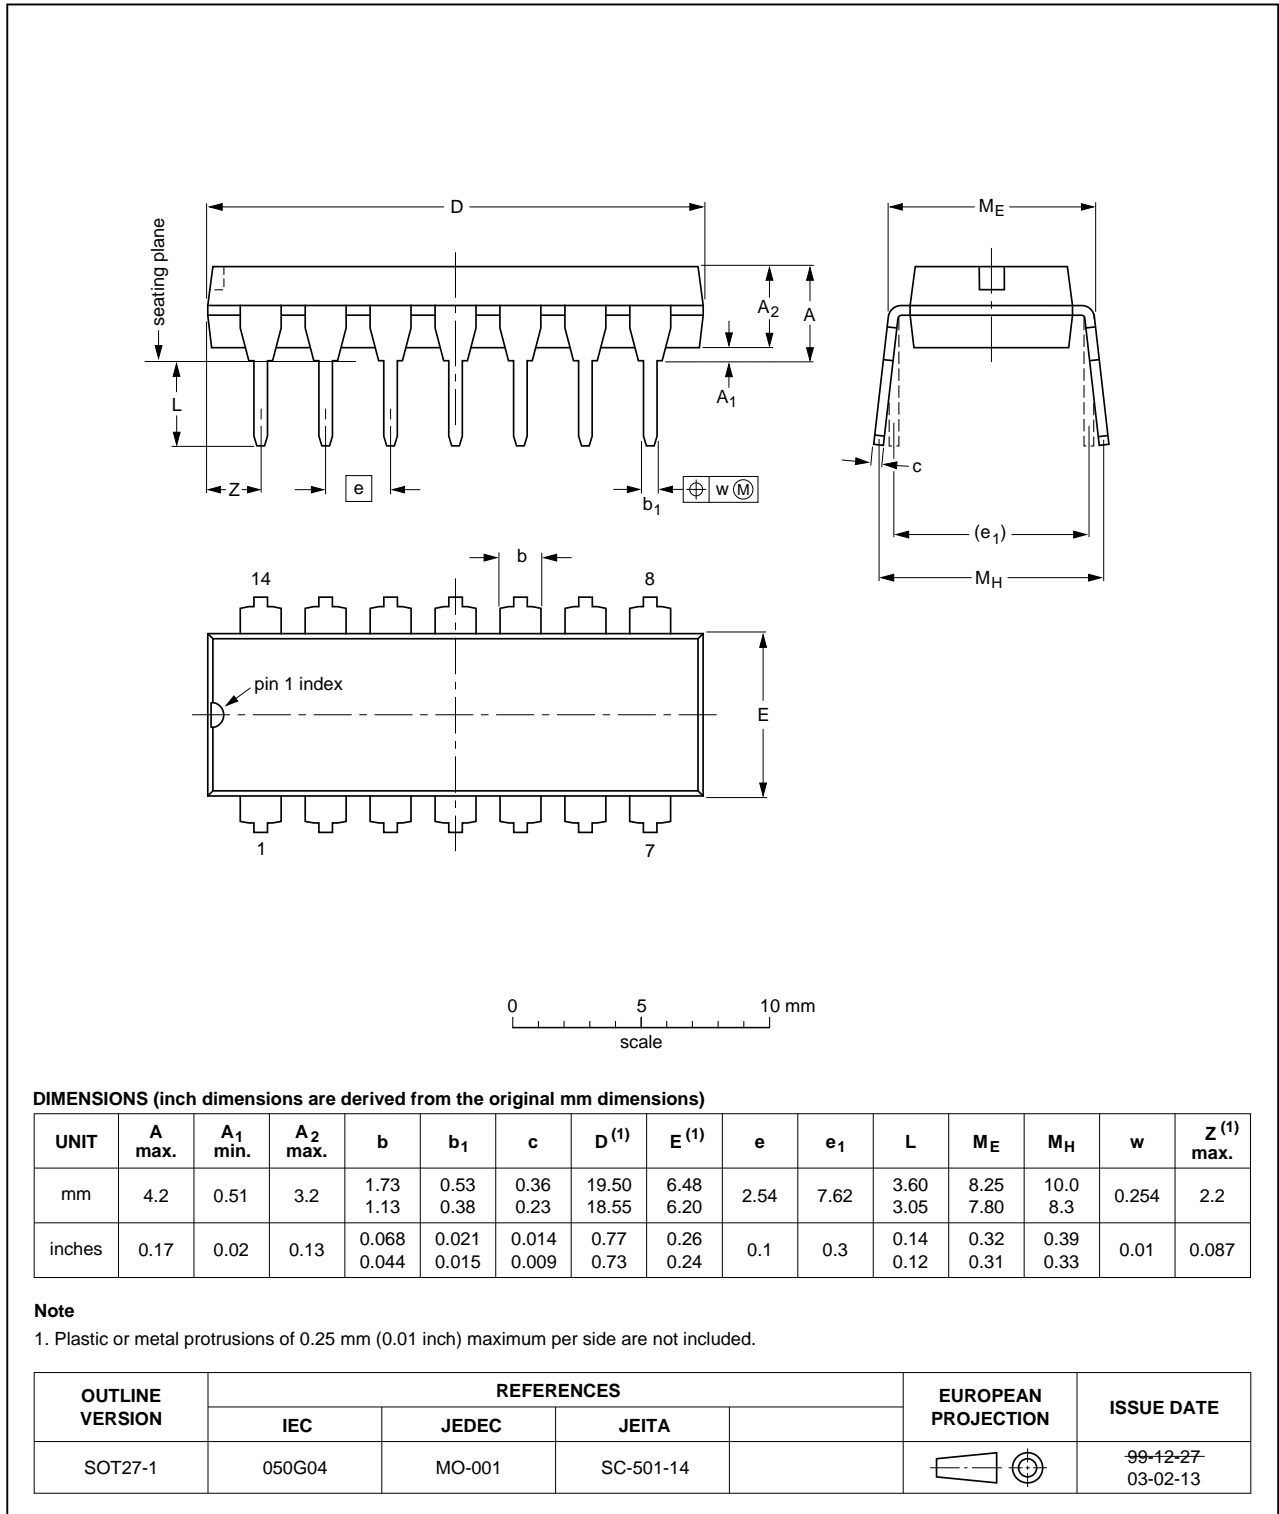 D
M E
seating plane
A 2
A
A 1
L
Z
e
b 1
w M
c
(e 1)
M H
b
14
8
pin 1 index
E
1
7
0 5 10 mm
scale
DIMENSIONS (inch dimensions are derived from the original mm dimensions)
UNIT A max. A1 min. A2 max. b b1 c D(1) E(1) e e1 L ME MH w Z(1) max.
mm 4.2 0.51 3.2 1.73 1.13 0.53 0.38 0.36 0.23 19.50 18.55 6.48 6.20 2.54 7.62 3.60 3.05 8.25 7.80 10.0 8.3 0.254 2.2
inches 0.17 0.02 0.13 0.068 0.044 0.021 0.015 0.014 0.009 0.77 0.73 0.26 0.24 0.1 0.3 0.14 0.12 0.32 0.31 0.39 0.33 0.01 0.087
Note
1. Plastic or metal protrusions of 0.25 mm (0.01 inch) maximum per side are not included.
OUTLINE VERSION REFERENCES EUROPEAN PROJECTION ISSUE DATE
IEC JEDEC JEITA
SOT27-1 050G04 MO-001 SC-501-14 99-12-27
03-02-13